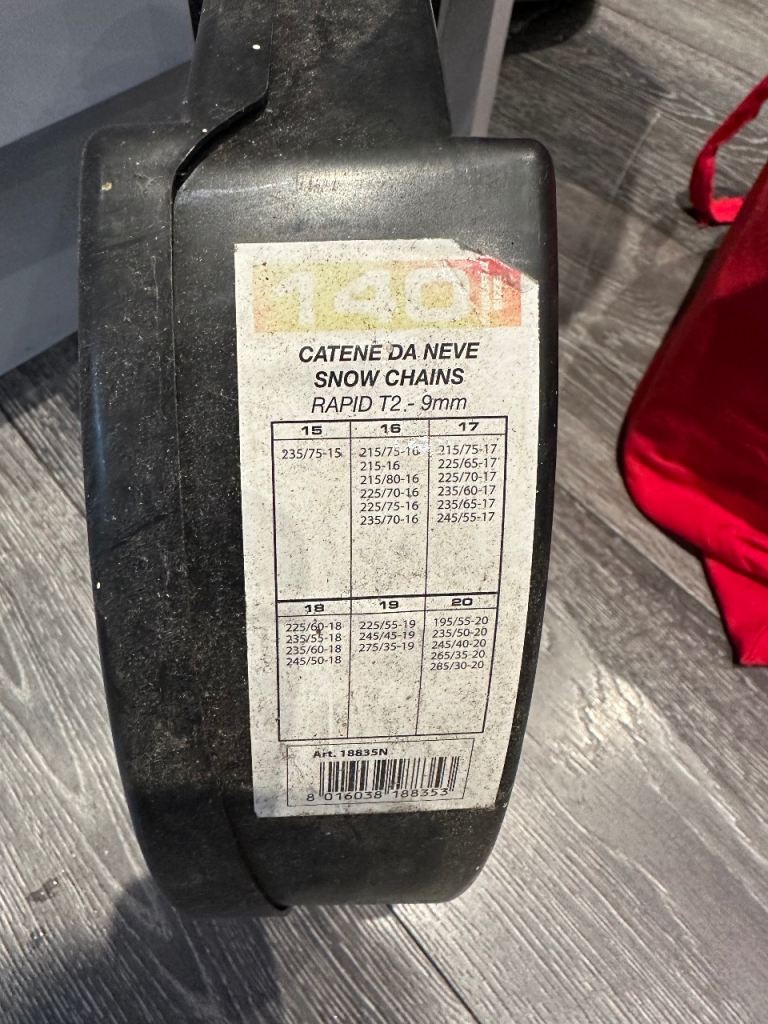 140
CATENE DA NEVE
SNOW CHAINS
RAPID T2 - 9mm
15 16 17
235/75-15 215/75-16 215/75-17
215-16 225/65-17
215/80-16 225/70-17
225/70-16 235/60-17
225/75-16 235/65-17
235/70-16 245/55-17
18 19 20
225/60-18 225/55-19 195/55-20
235/55-18 245/45-19 235/50-20
235/60-18 275/35-19 245/40-20
245/50-18 265/35-20
285/30-20
Art. 18835N
8 016038 188353